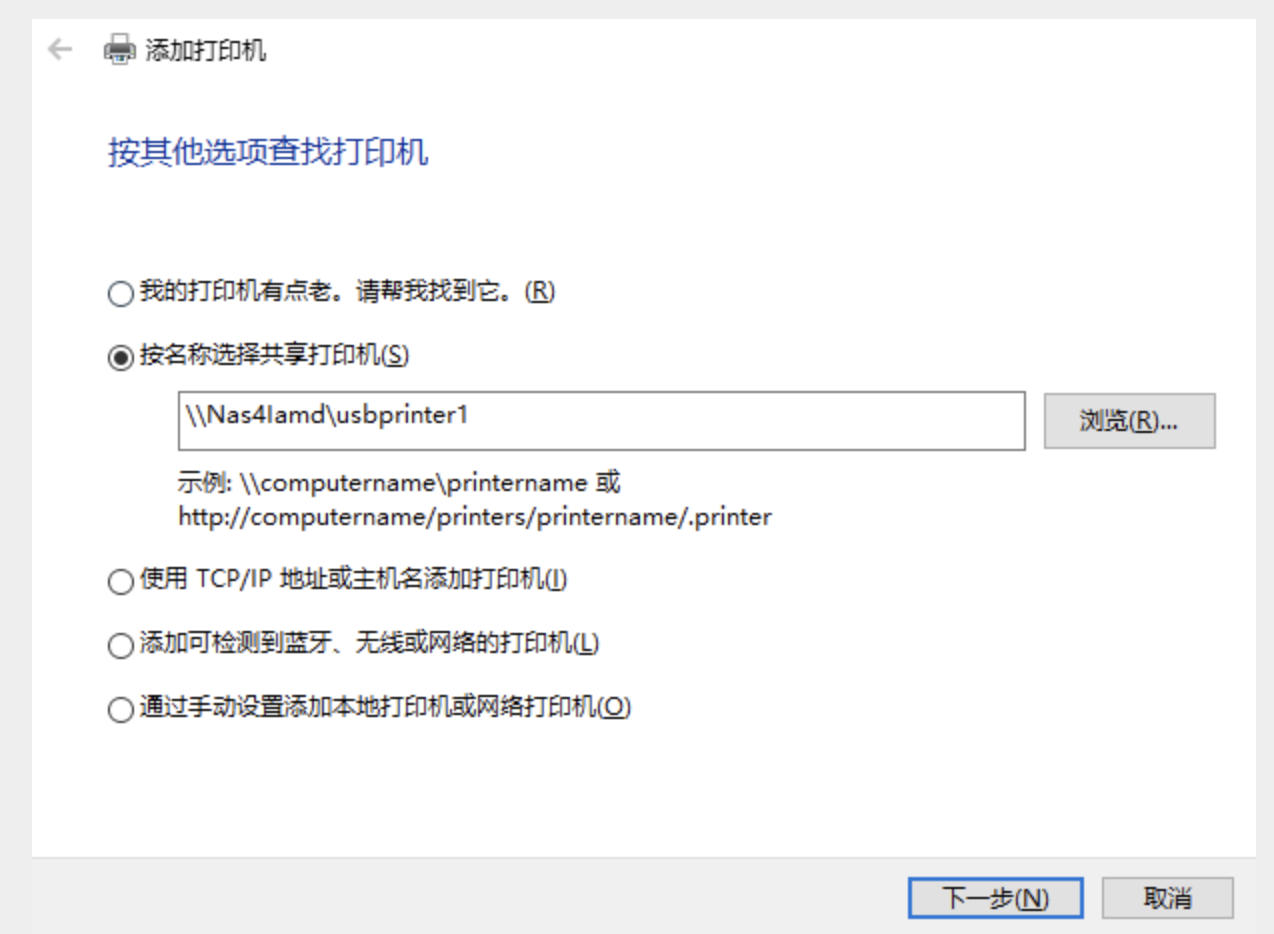 添加打印机
按其他选项查找打印机
我的打印机有点老。请帮我找到它。(R)
按名称选择共享打印机(S)
\\Nas4lamd\usbprinter1
浏览(R)...
示例: \\computername\printername 或
http://computername/printers/printername/.printer
使用 TCP/IP 地址或主机名添加打印机(I)
添加可检测到蓝牙、无线或网络的打印机(L)
通过手动设置添加本地打印机或网络打印机(O)
下一步(N)
取消